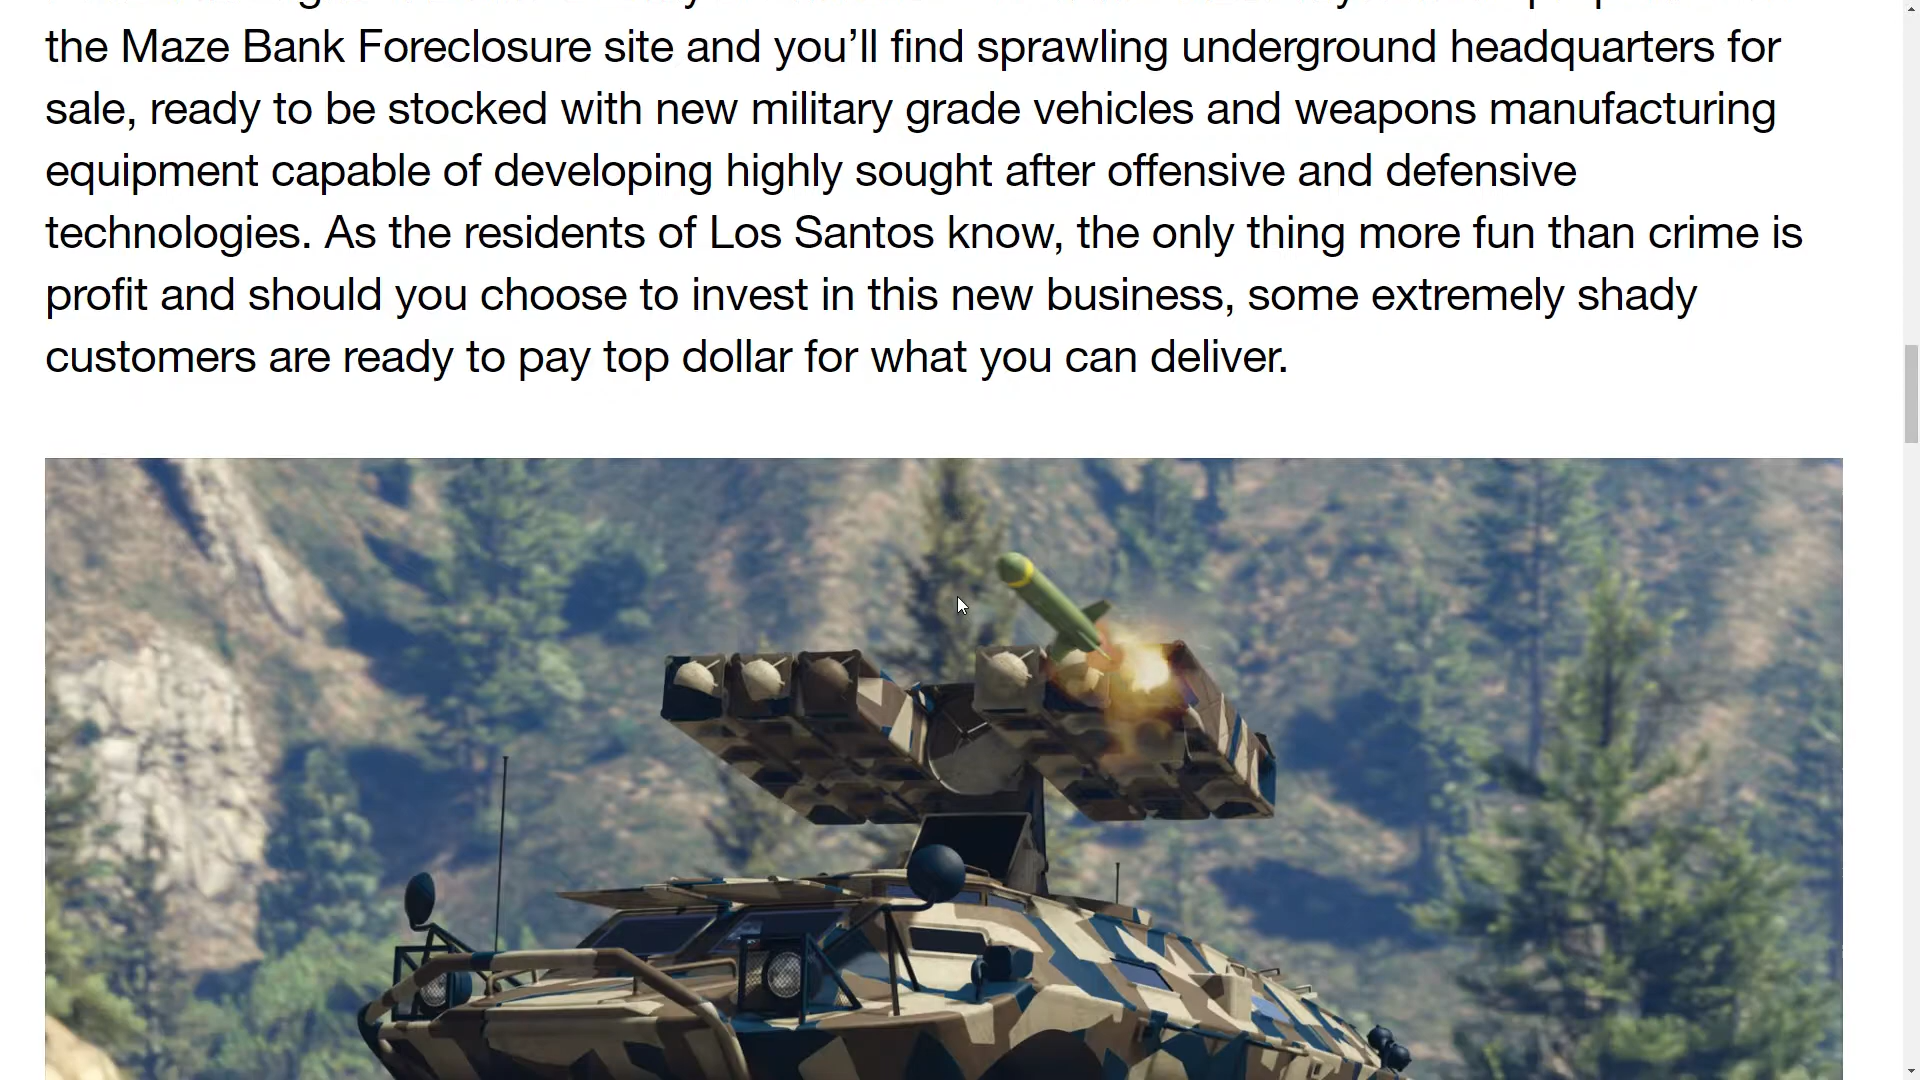 the Maze Bank Foreclosure site and you’ll find sprawling underground headquarters for
sale, ready to be stocked with new military grade vehicles and weapons manufacturing
equipment capable of developing highly sought after offensive and defensive
technologies. As the residents of Los Santos know, the only thing more fun than crime is
profit and should you choose to invest in this new business, some extremely shady
customers are ready to pay top dollar for what you can deliver.